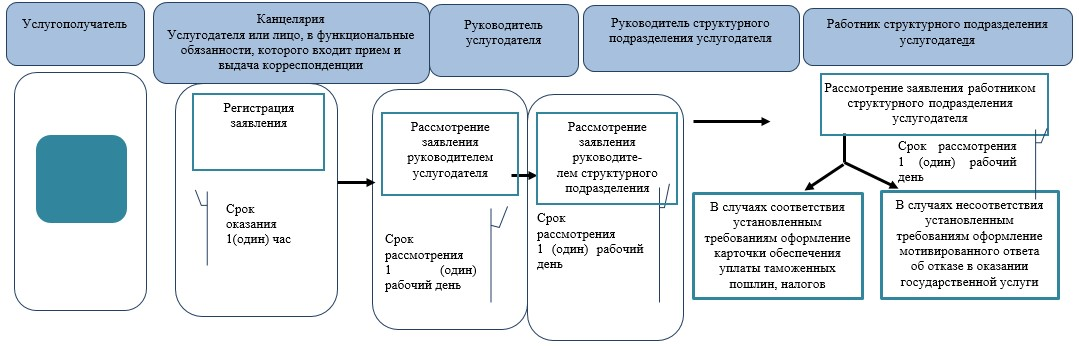 Услугополучатель
Канцелярия
Услугодателя или лицо, в функциональные
обязанности, которого входит прием и
выдача корреспонденции
Руководитель
услугодателя
Руководитель структурного
подразделения услугодателя
Работник структурного подразделения
услугодателя
Регистрация
заявления
Срок
оказания
1(один) час
Рассмотрение
заявления
руководителем
услугодателя
Срок
рассмотрения
1 (один)
рабочий день
Рассмотрение
заявления
руководите-
лем структурного
подразделения
Срок
рассмотрения
1 (один) рабочий
день
Рассмотрение заявления работником
структурного подразделения
услугодателя
Срок рассмотрения
1 (один) рабочий
день
В случаях соответствия
установленным
требованиям оформление
карточки обеспечения
уплаты таможенных
пошлин, налогов
В случаях несоответствия
установленным
требованиям оформление
мотивированного ответа
об отказе в оказании
государственной услуги